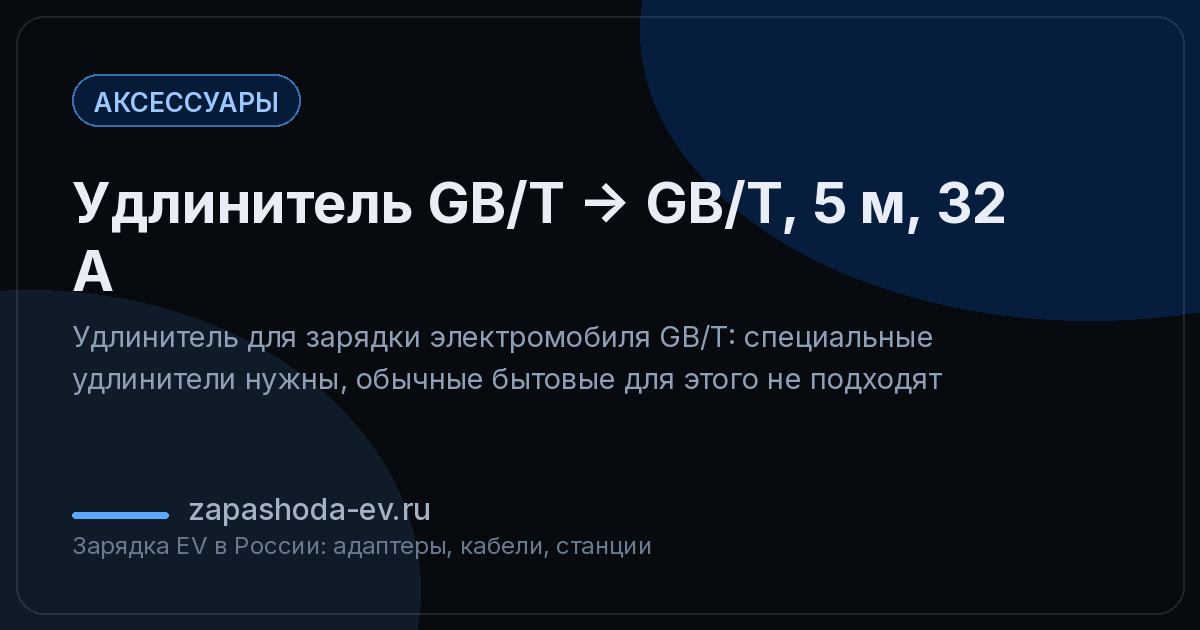 АКСЕССУАРЫ
Удлинитель GB/T → GB/T, 5 м, 32
А
Удлинитель для зарядки электромобиля GB/T: специальные
удлинители нужны, обычные бытовые для этого не подходят
zapashoda-ev.ru
Зарядка EV в России: адаптеры, кабели, станции